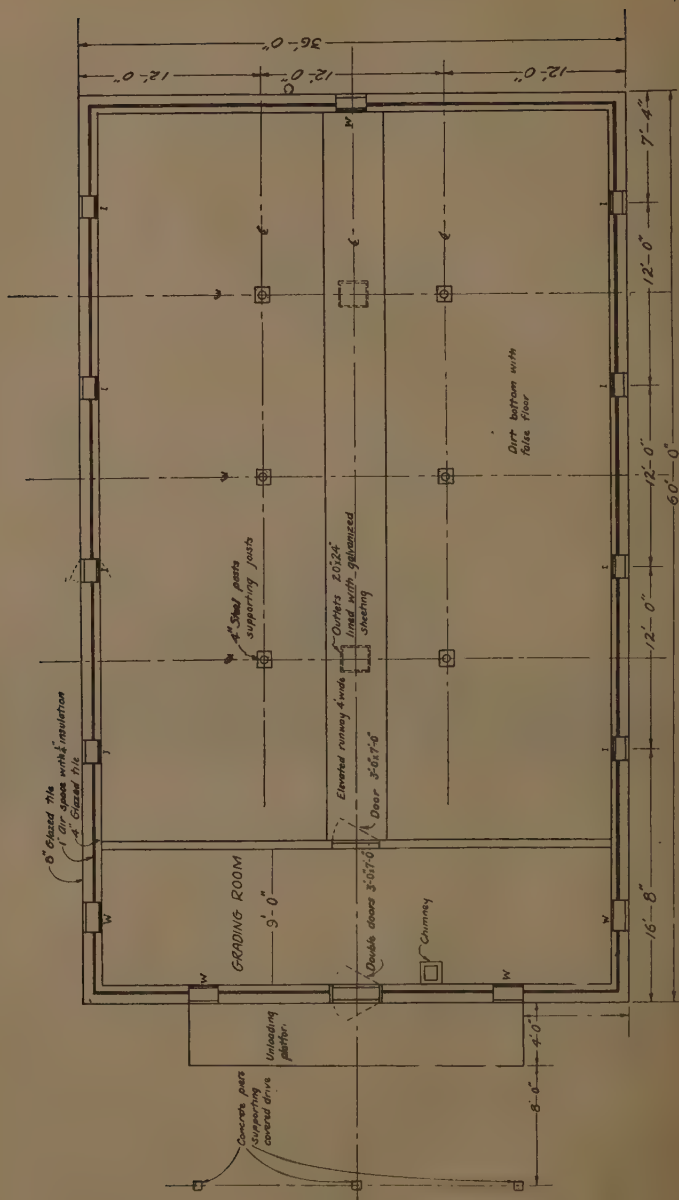 36'-0"
12'-0"
12'-0"
12'-0"
C
W
7'-4"
12'-0"
12'-0"
12'-0"
16'-8"
60'-0"
I
I
I
I
I
I
I
I
Dirt bottom with
false floor
4" Steel posts
supporting joists
Outlets 20"x24"
lined with galvanized
sheeting
Elevated runway 4' wide
Door 3'-0"x7'-0"
8" Glazed tile
1" Air space with ½" insulation
4" Glazed tile
GRADING ROOM
9'-0"
Double doors 3'-0"x7'-0"
Chimney
W
W
W
W
Unloading
platfor.
4'-0"
8'-0"
Concrete piers
supporting
covered drive